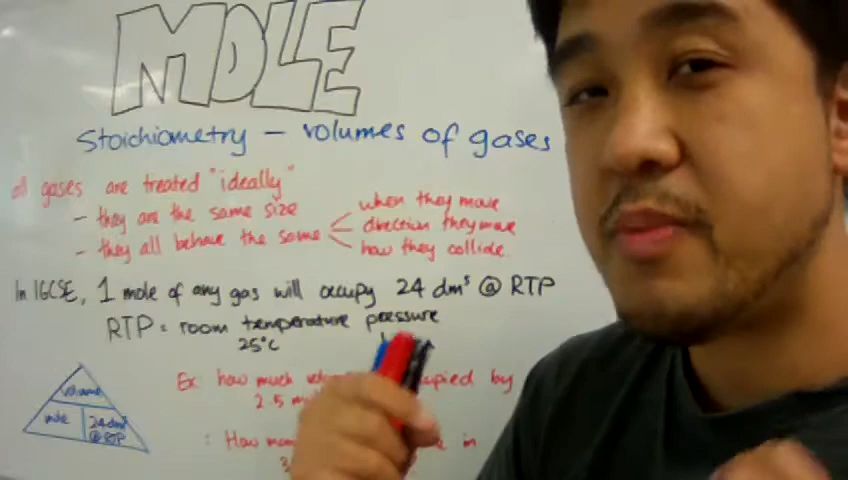 MOLE
Stoichiometry - volumes of gases
all gases are treated "ideally"
- they are the same size
- they all behave the same
when they move
direction they move
how they collide.
In IGCSE, 1 mole of any gas will occupy 24 dm³ @ RTP
RTP = room temperature pressure
25°C
volume
mole
24dm³
@RTP
Ex: how much by
2.5
: How in